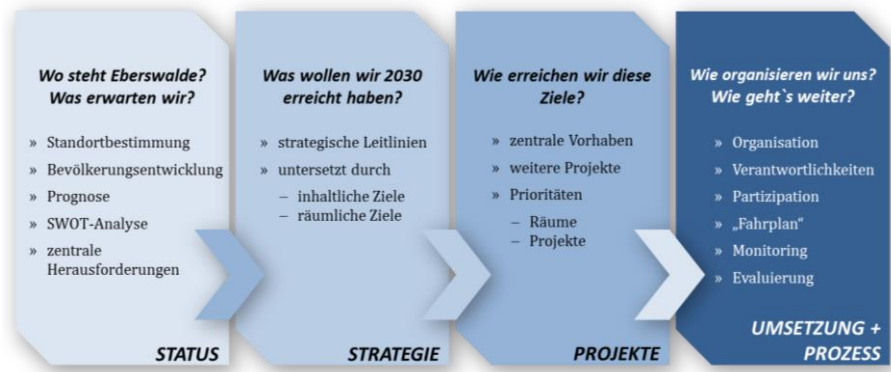 Wo steht Eberswalde?
Was erwarten wir?
» Standortbestimmung
» Bevölkerungsentwicklung
» Prognose
» SWOT-Analyse
» zentrale
Herausforderungen
STATUS
Was wollen wir 2030
erreicht haben?
» strategische Leitlinien
» untersetzt durch
– inhaltliche Ziele
– räumliche Ziele
STRATEGIE
Wie erreichen wir diese
Ziele?
» zentrale Vorhaben
» weitere Projekte
» Prioritäten
– Räume
– Projekte
PROJEKTE
Wie organisieren wir uns?
Wie geht`s weiter?
» Organisation
» Verantwortlichkeiten
» Partizipation
» „Fahrplan“
» Monitoring
» Evaluierung
UMSETZUNG +
PROZESS